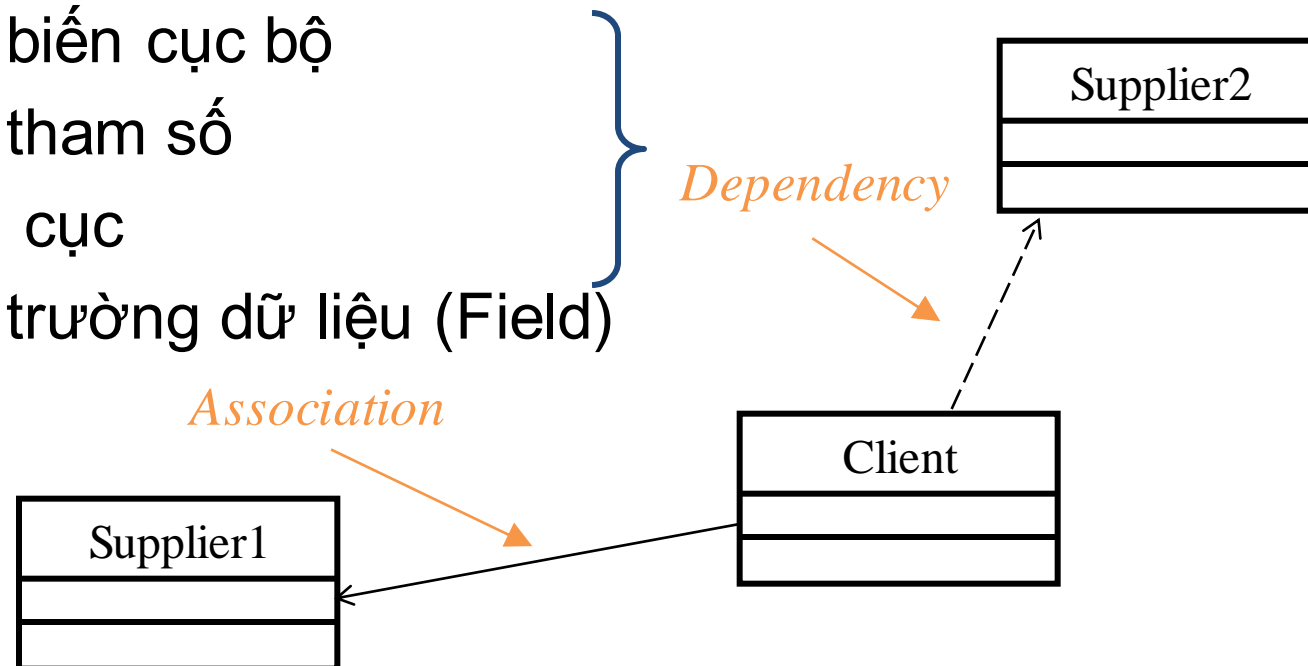 biến cục bộ
tham số
cục
trường dữ liệu (Field)
Dependency
Supplier2
Association
Client
Supplier1